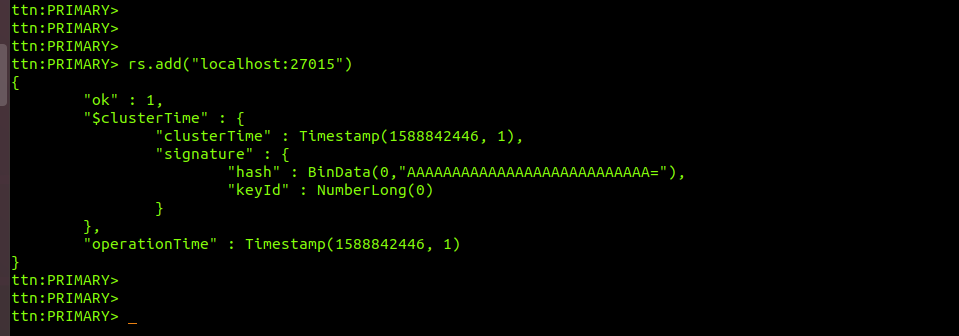 ttn:PRIMARY>
ttn:PRIMARY>
ttn:PRIMARY>
ttn:PRIMARY> rs.add("localhost:27015")
{
        "ok" : 1,
        "$clusterTime" : {
                "clusterTime" : Timestamp(1588842446, 1),
                "signature" : {
                        "hash" : BinData(0,"AAAAAAAAAAAAAAAAAAAAAAAAAAA="),
                        "keyId" : NumberLong(0)
                }
        },
        "operationTime" : Timestamp(1588842446, 1)
}
ttn:PRIMARY>
ttn:PRIMARY>
ttn:PRIMARY> _